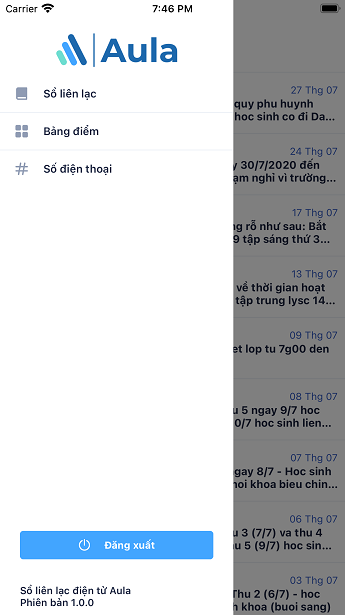 Carrier 7:46 PM
Aula
Sổ liên lạc
Bảng điểm
Số điện thoại
27 Thg 07
quy phu huynh
học sinh co đi Da...
24 Thg 07
y 30/7/2020 đến
ạm nghỉ vì trường...
17 Thg 07
g rõ như sau: Bắt
9 tập sáng thứ 3...
13 Thg 07
về thời gian hoạt
tập trung lysc 14...
09 Thg 07
et lop tu 7g00 den
08 Thg 07
u 5 ngay 9/7 hoc
0/7 hoc sinh lien...
07 Thg 07
gay 8/7 - Hoc sinh
hoi khoa bieu chin...
06 Thg 07
u 3 (7/7) va thu 4
u 5 (9/7) hoc sin...
03 Thg 07
Thu 2 (6/7) - hoc
n khoa (buoi sang)
Đăng xuất
Sổ liên lạc điện tử Aula
Phiên bản 1.0.0